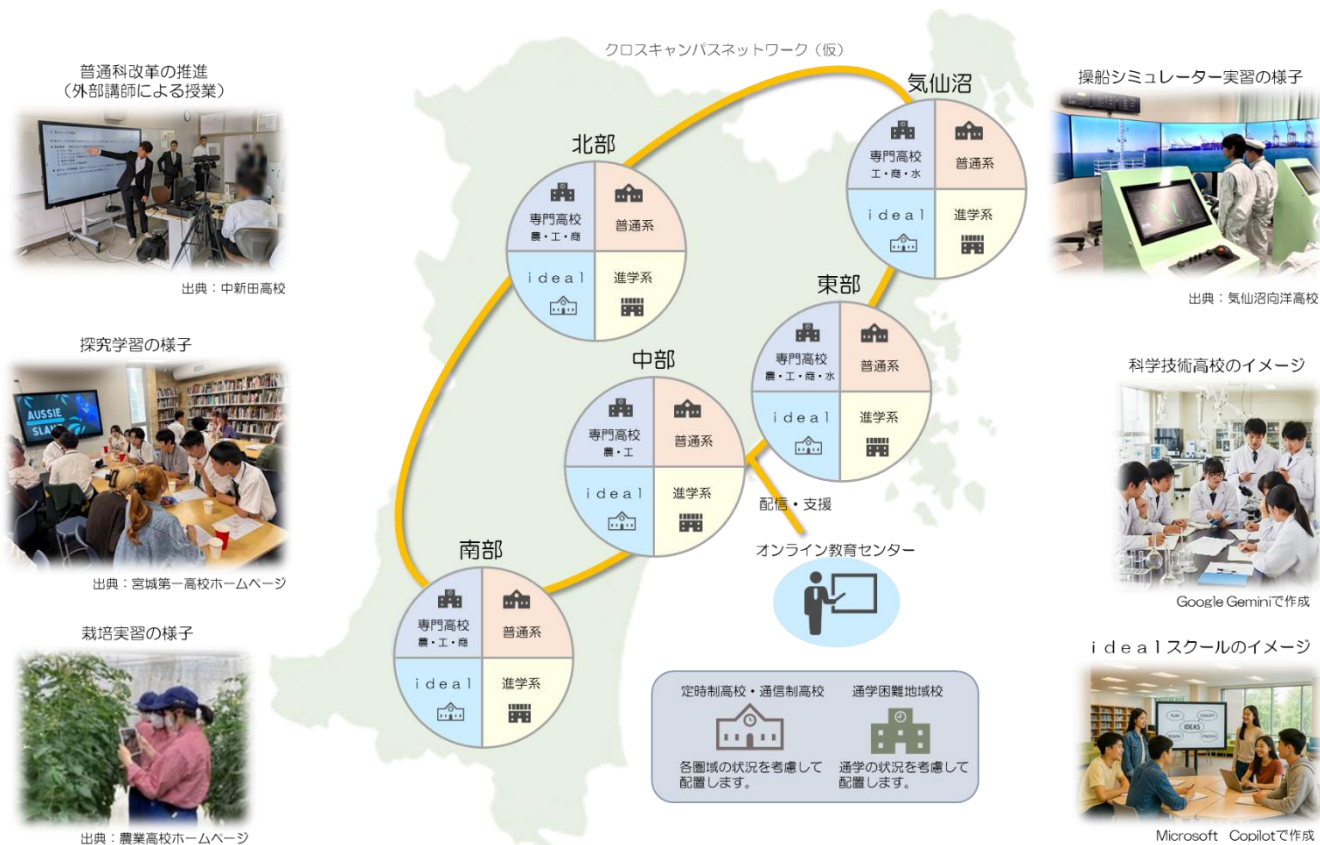 クロスキャンパスネットワーク（仮）
普通科改革の推進
（外部講師による授業）
出典：中新田高校
探究学習の様子
AUSSIE
出典：宮城第一高校ホームページ
栽培実習の様子
出典：農業高校ホームページ
北部
専門高校
農・工・商
普通系
ｉｄｅａｌ
進学系
気仙沼
専門高校
工・商・水
普通系
ｉｄｅａｌ
進学系
東部
専門高校
農・工・商・水
普通系
ｉｄｅａｌ
進学系
中部
専門高校
農・工
普通系
ｉｄｅａｌ
進学系
南部
専門高校
農・工・商
普通系
ｉｄｅａｌ
進学系
配信・支援
オンライン教育センター
定時制高校・通信制高校
各圏域の状況を考慮して
配置します。
通学困難地域校
通学の状況を考慮して
配置します。
操船シミュレーター実習の様子
出典：気仙沼向洋高校
科学技術高校のイメージ
Google Geminiで作成
ｉｄｅａｌスクールのイメージ
PLAN
CONCEPT
IDEAS
Microsoft　Copilotで作成